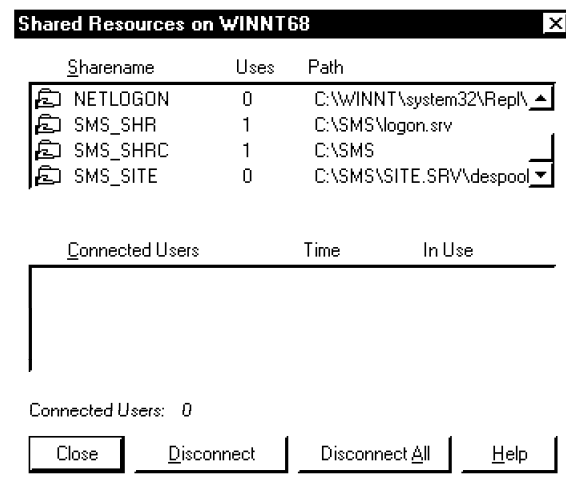 Shared Resources on WINNT68
Sharename Uses Path
NETLOGON 0 C:\WINNT\system32\Repl\
SMS_SHR 1 C:\SMS\logon.srv
SMS_SHRC 1 C:\SMS
SMS_SITE 0 C:\SMS\SITE.SRV\despool
Connected Users Time In Use
Connected Users: 0
Close Disconnect Disconnect All Help